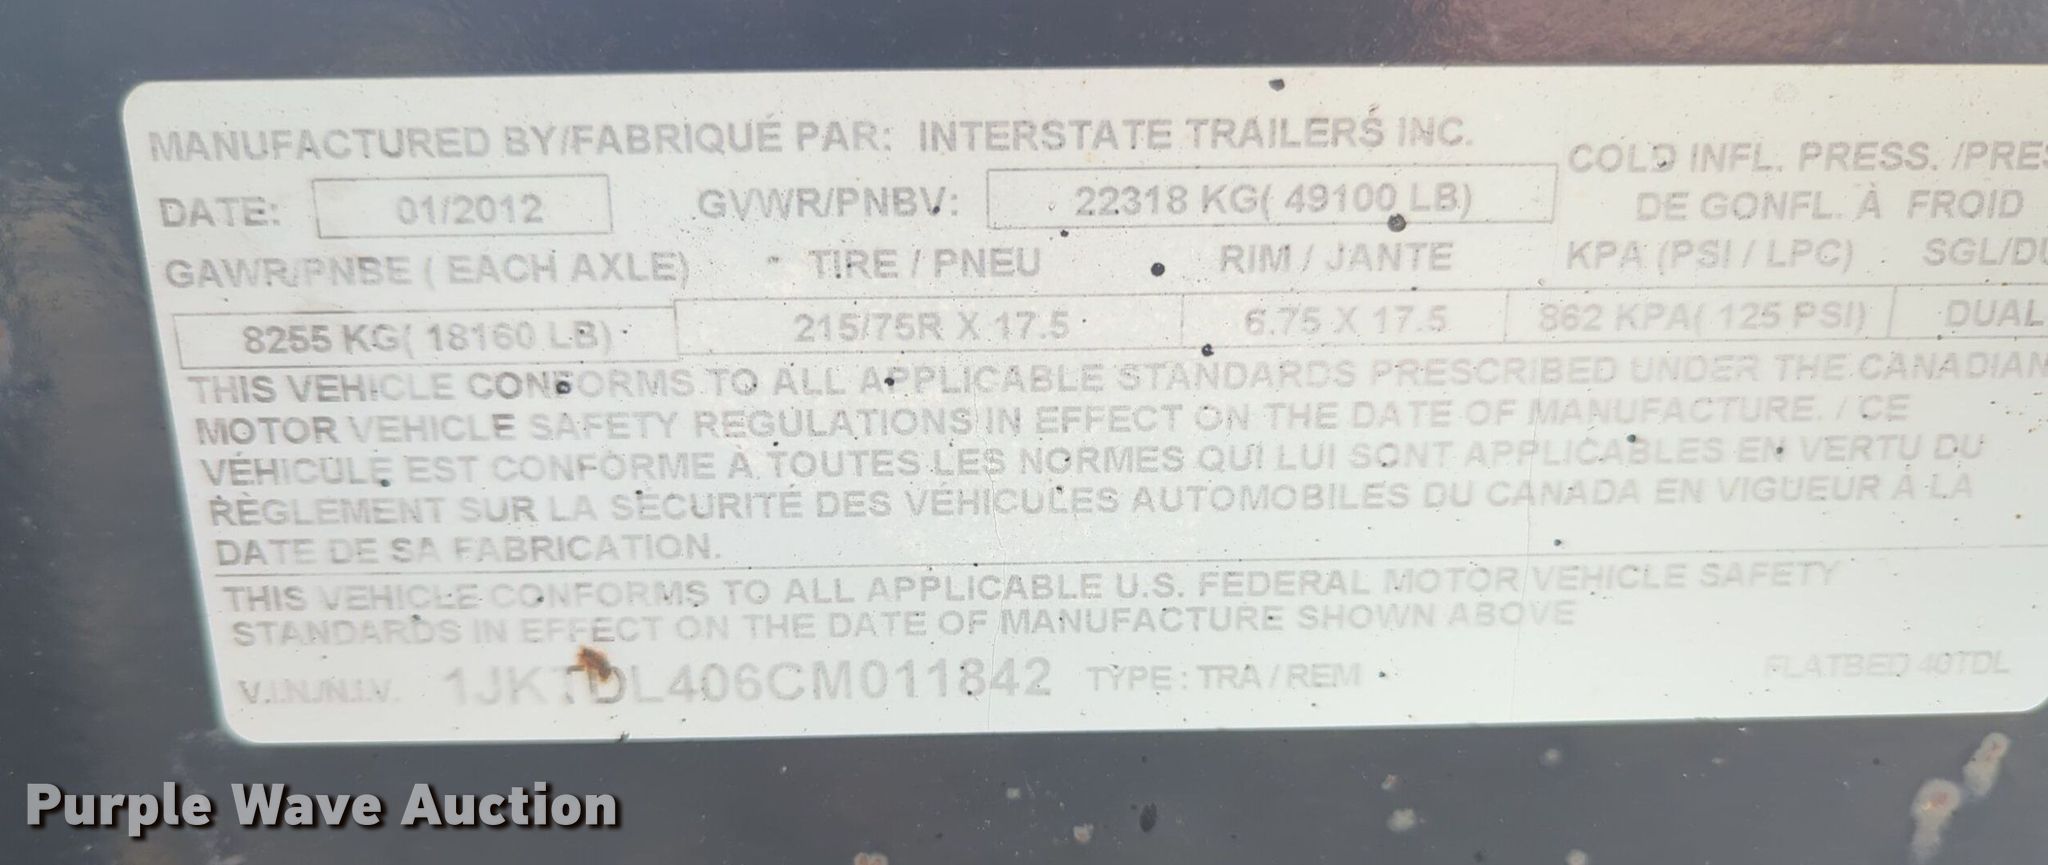 MANUFACTURED BY/FABRIQUÉ PAR: INTERSTATE TRAILERS INC.
COLD INFL. PRESS. /PRES
DATE: 01/2012 GVWR/PNBV: 22318 KG( 49100 LB)
DE GONFL. À FROID
GAWR/PNBE ( EACH AXLE) TIRE / PNEU RIM / JANTE KPA (PSI / LPC) SGL/DU
8255 KG( 18160 LB) 215/75R X 17.5 6.75 X 17.5 862 KPA( 125 PSI) DUAL
THIS VEHICLE CONFORMS TO ALL APPLICABLE STANDARDS PRESCRIBED UNDER THE CANADIAN
MOTOR VEHICLE SAFETY REGULATIONS IN EFFECT ON THE DATE OF MANUFACTURE. / CE
VÉHICULE EST CONFORME À TOUTES LES NORMES QUI LUI SONT APPLICABLES EN VERTU DU
RÈGLEMENT SUR LA SÉCURITÉ DES VÉHICULES AUTOMOBILES DU CANADA EN VIGUEUR À LA
DATE DE SA FABRICATION.
THIS VEHICLE CONFORMS TO ALL APPLICABLE U.S. FEDERAL MOTOR VEHICLE SAFETY
STANDARDS IN EFFECT ON THE DATE OF MANUFACTURE SHOWN ABOVE
V.I.N./N.I.V. 1JKTDL406CM011842 TYPE : TRA / REM FLATBED 40TDL
Purple Wave Auction